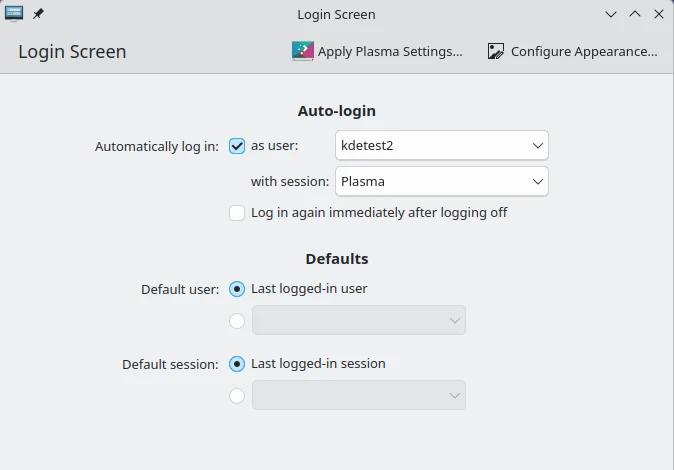 Login Screen
Login Screen
Apply Plasma Settings...
Configure Appearance...
Auto-login
Automatically log in: as user: kdetest2
with session: Plasma
Log in again immediately after logging off
Defaults
Default user: Last logged-in user
Default session: Last logged-in session